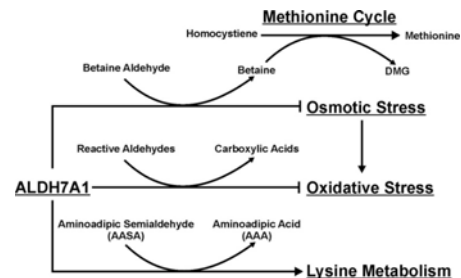 Methionine Cycle
Homocystiene Methionine
Betaine Aldehyde Betaine DMG
Osmotic Stress
Reactive Aldehydes Carboxylic Acids
ALDH7A1 Oxidative Stress
Aminoadipic Semialdehyde Aminoadipic Acid
(AASA) (AAA)
Lysine Metabolism